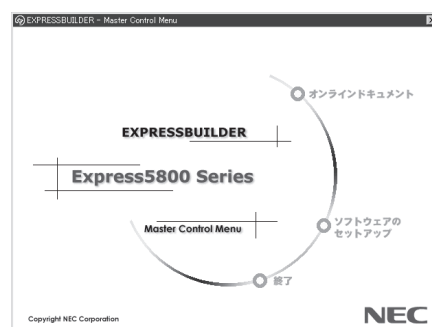 EXPRESSBUILDER - Master Control Menu
オンラインドキュメント
EXPRESSBUILDER
Express5800 Series
ソフトウェアの
セットアップ
Master Control Menu
終了
Copyright NEC Corporation
NEC